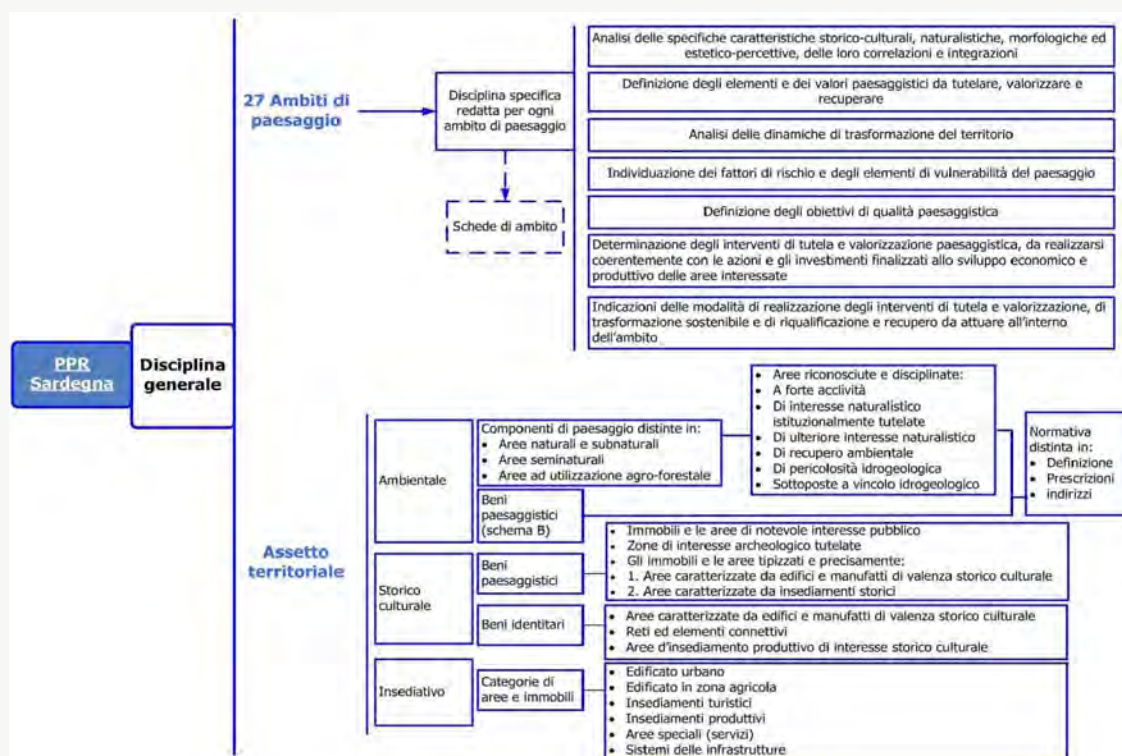 PPR
Sardegna
Disciplina
generale
27 Ambiti di
paesaggio
Disciplina specifica
redatta per ogni
ambito di paesaggio
Schede di ambito
Analisi delle specifiche caratteristiche storico-culturali, naturalistiche, morfologiche ed
estetico-percettive, delle loro correlazioni e integrazioni
Definizione degli elementi e dei valori paesaggistici da tutelare, valorizzare e
recuperare
Analisi delle dinamiche di trasformazione del territorio
Individuazione dei fattori di rischio e degli elementi di vulnerabilità del paesaggio
Definizione degli obiettivi di qualità paesaggistica
Determinazione degli interventi di tutela e valorizzazione paesaggistica, da realizzarsi
coerentemente con le azioni e gli investimenti finalizzati allo sviluppo economico e
produttivo delle aree interessate
Indicazioni delle modalità di realizzazione degli interventi di tutela e valorizzazione, di
trasformazione sostenibile e di riqualificazione e recupero da attuare all'interno
dell'ambito
Assetto
territoriale
Ambientale
Componenti di paesaggio distinte in:
• Aree naturali e subnaturali
• Aree seminaturali
• Aree ad utilizzazione agro-forestale
• Aree riconosciute e disciplinate:
• A forte acclività
• Di interesse naturalistico
istituzionalmente tutelate
• Di ulteriore interesse naturalistico
• Di recupero ambientale
• Di pericolosità idrogeologica
• Sottoposte a vincolo idrogeologico
Normativa
distinta in:
• Definizione
• Prescrizioni
• indirizzi
Beni
paesaggistici
(schema B)
Storico
culturale
Beni
paesaggistici
• Immobili e le aree di notevole interesse pubblico
• Zone di interesse archeologico tutelate
• Gli immobili e le aree tipizzati e precisamente:
• 1. Aree caratterizzate da edifici e manufatti di valenza storico culturale
• 2. Aree caratterizzate da insediamenti storici
Beni identitari
• Aree caratterizzate da edifici e manufatti di valenza storico culturale
• Reti ed elementi connettivi
• Aree d'insediamento produttivo di interesse storico culturale
Insediativo
Categorie di
aree e immobili
• Edificato urbano
• Edificato in zona agricola
• Insediamenti turistici
• Insediamenti produttivi
• Aree speciali (servizi)
• Sistemi delle infrastrutture